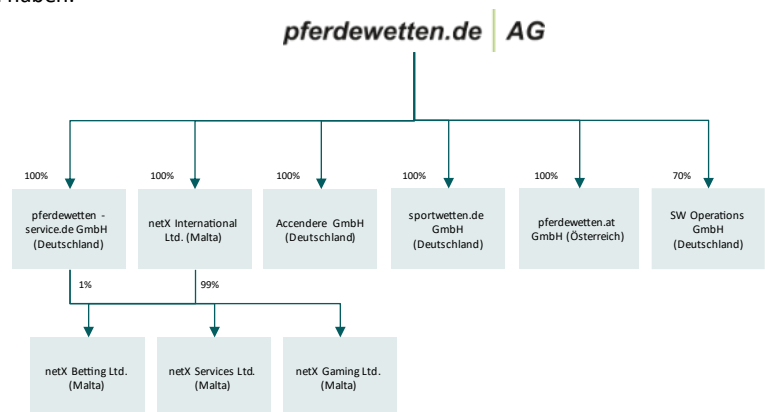 haben.
pferdewetten.de AG
100% 100% 100% 100% 100% 70%
pferdewetten -
service.de GmbH
(Deutschland)
netX International
Ltd. (Malta)
Accendere GmbH
(Deutschland)
sportwetten.de
GmbH
(Deutschland)
pferdewetten.at
GmbH (Österreich)
SW Operations
GmbH
(Deutschland)
1% 99%
netX Betting Ltd.
(Malta)
netX Services Ltd.
(Malta)
netX Gaming Ltd.
(Malta)